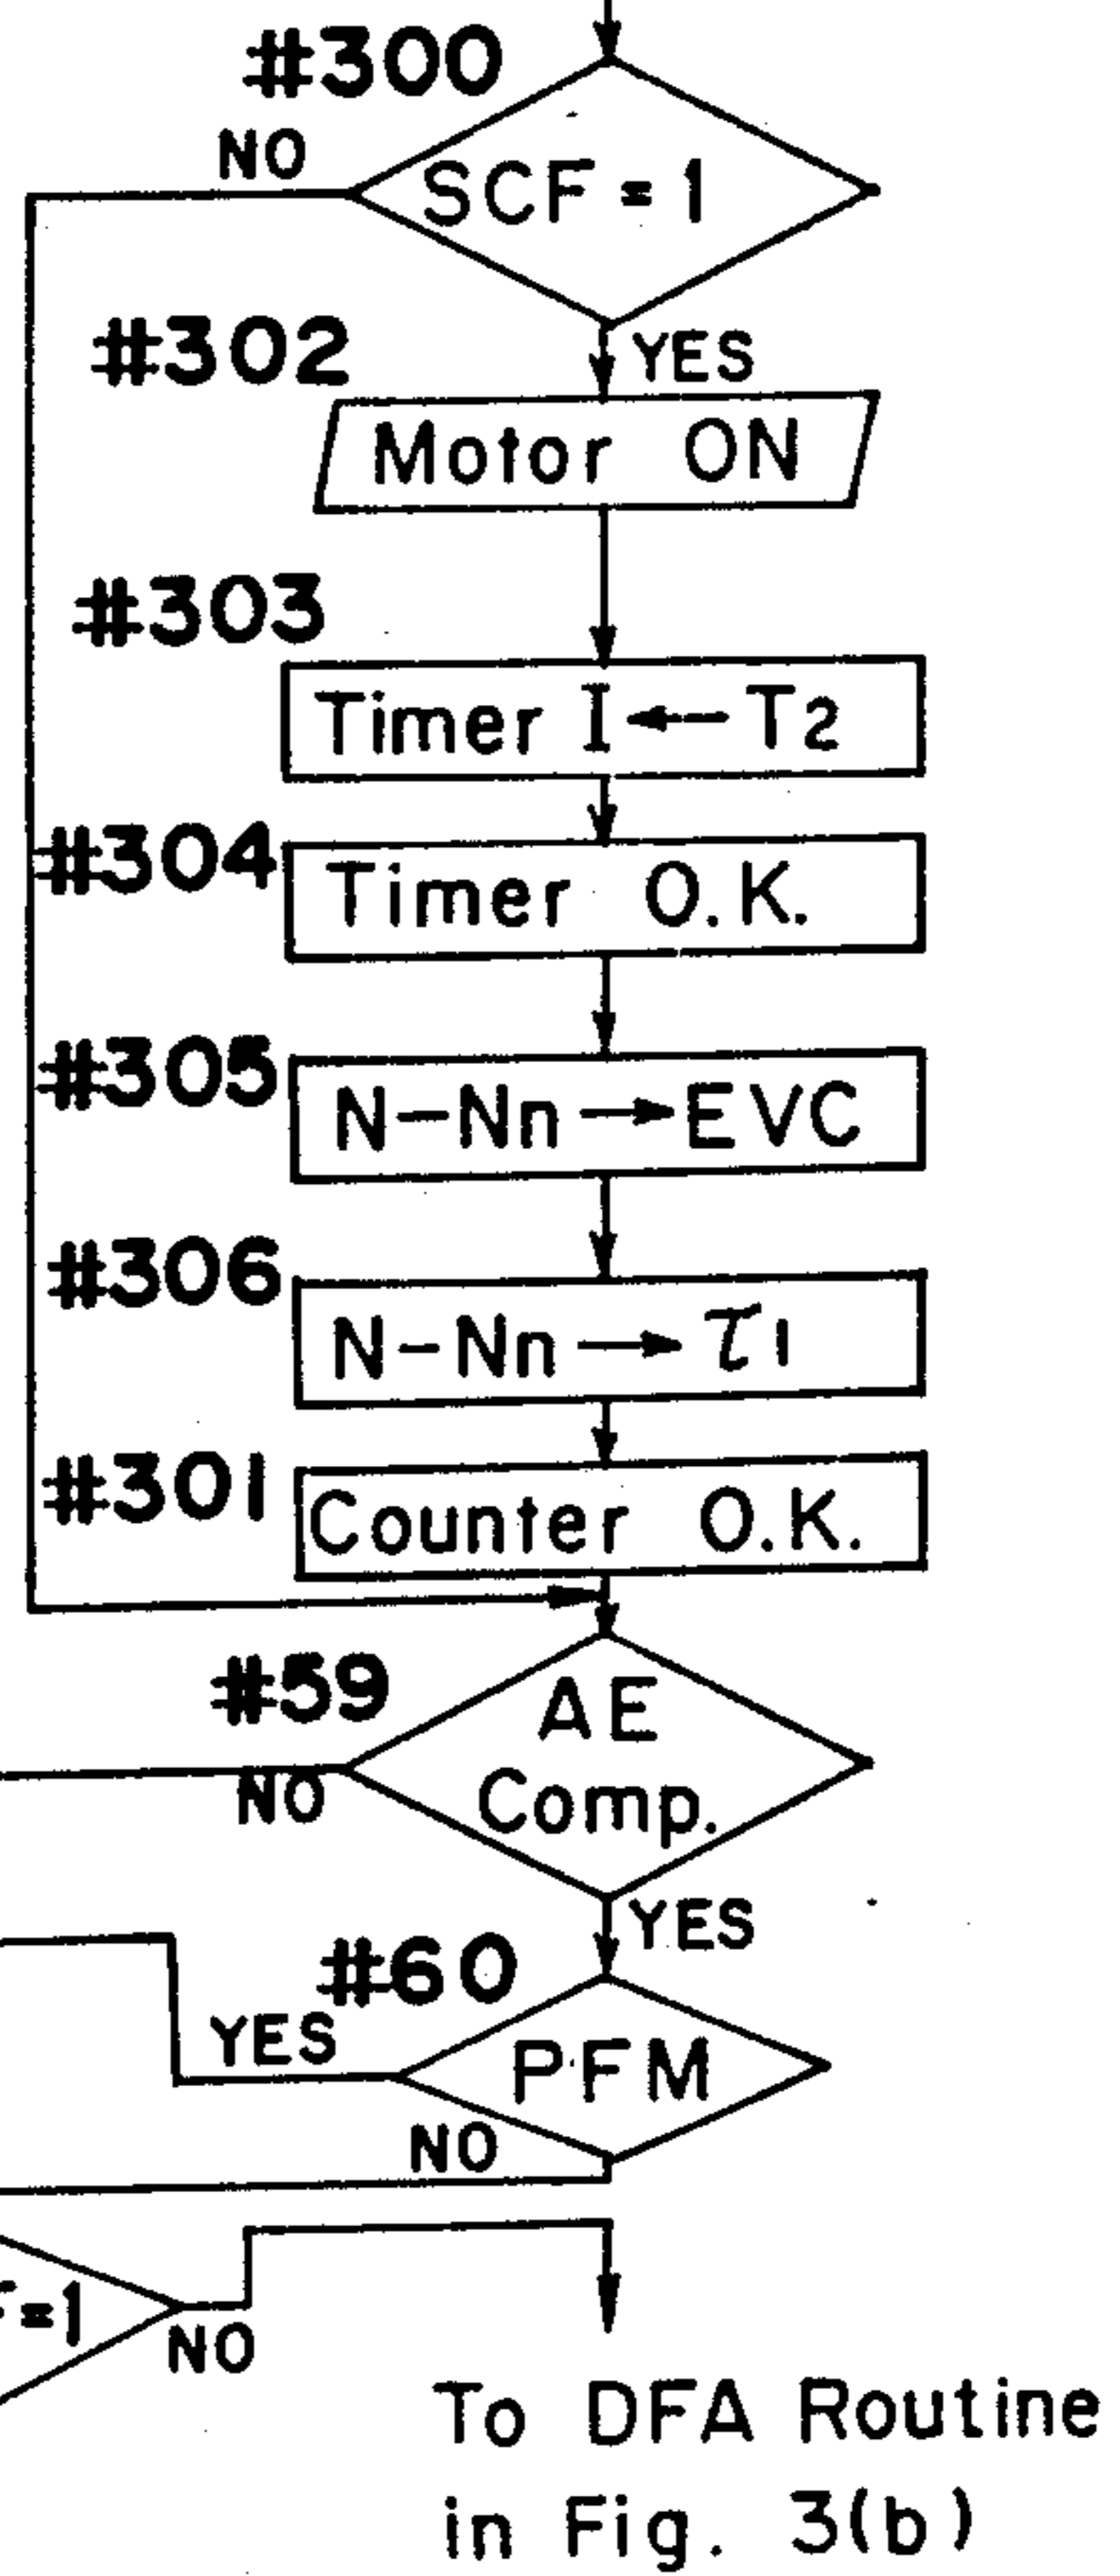 #300
NO
SCF=1
#302
YES
Motor ON
#303
Timer I←T2
#304
Timer O.K.
#305
N-Nn→EVC
#306
N-Nn→τ1
#301
Counter O.K.
#59
AE
Comp.
NO
YES
#60
YES
PFM
NO
=1
NO
To DFA Routine
in Fig. 3(b)